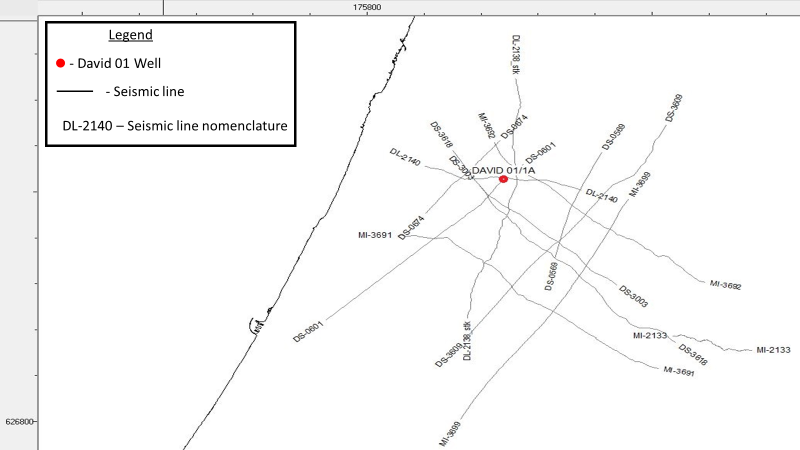 175800
Legend
- David 01 Well
- Seismic line
DL-2140 – Seismic line nomenclature
DL-2138_stk
DS-3609
MI-3692
DS-0674
DS-3618
DS-0569
DS-0601
DL-2140
DS-3003
DAVID 01/1A
MI-3699
DL-2140
DS-0674
MI-3691
DS-0569
MI-3692
DS-3003
DS-0601
DL-2138_stk
MI-2133
DS-3609
DS-3618
MI-2133
MI-3691
626800
MI-3699